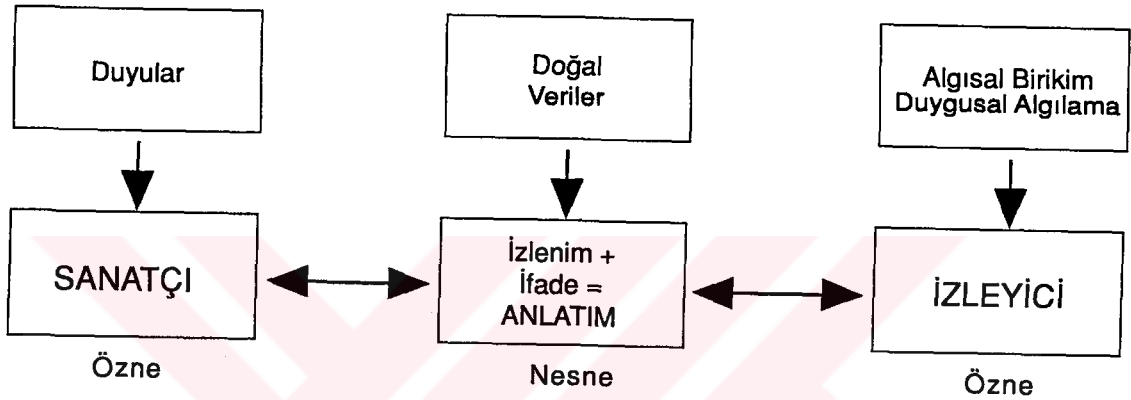 Duyular
Doğal
Veriler
Algısal Birikim
Duygusal Algılama
SANATÇI
İzlenim +
İfade =
ANLATIM
İZLEYİCİ
Özne
Nesne
Özne